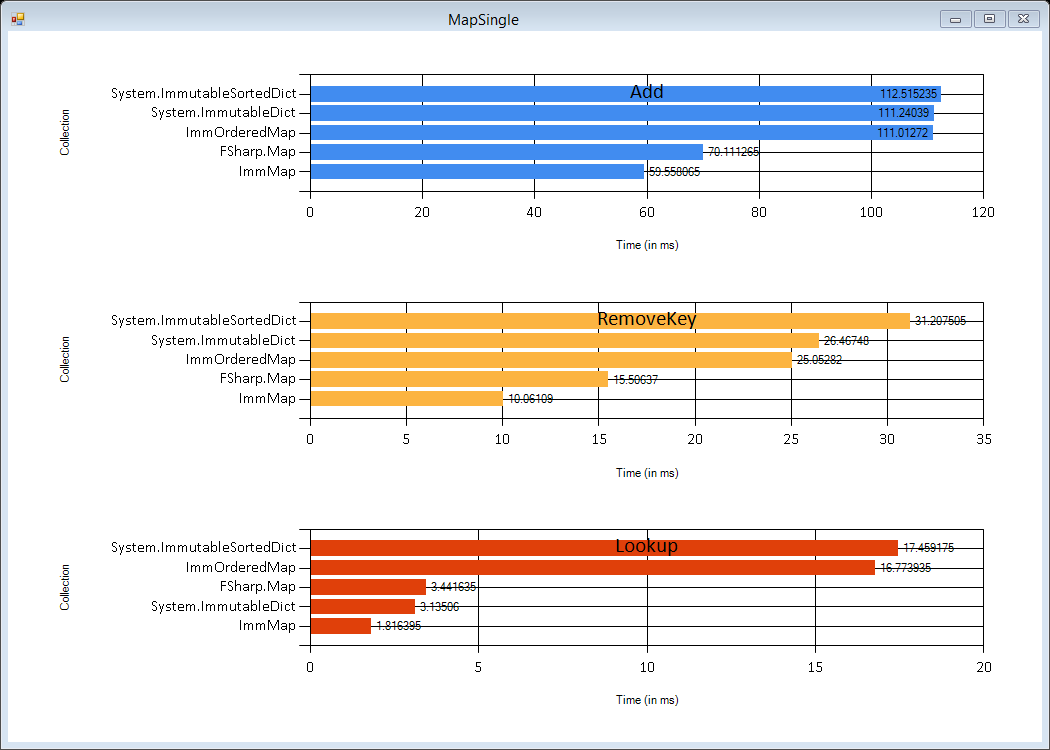 MapSingle
Add
Collection
System.ImmutableSortedDict 112.515235
System.ImmutableDict 111.24039
ImmOrderedMap 111.01272
FSharp.Map 70.111265
ImmMap 59.558065
0 20 40 60 80 100 120
Time (in ms)
RemoveKey
Collection
System.ImmutableSortedDict 31.207505
System.ImmutableDict 26.46748
ImmOrderedMap 25.05282
FSharp.Map 15.50637
ImmMap 10.06109
0 5 10 15 20 25 30 35
Time (in ms)
Lookup
Collection
System.ImmutableSortedDict 17.459175
ImmOrderedMap 16.773935
FSharp.Map 3.441635
System.ImmutableDict 3.13506
ImmMap 1.816395
0 5 10 15 20
Time (in ms)